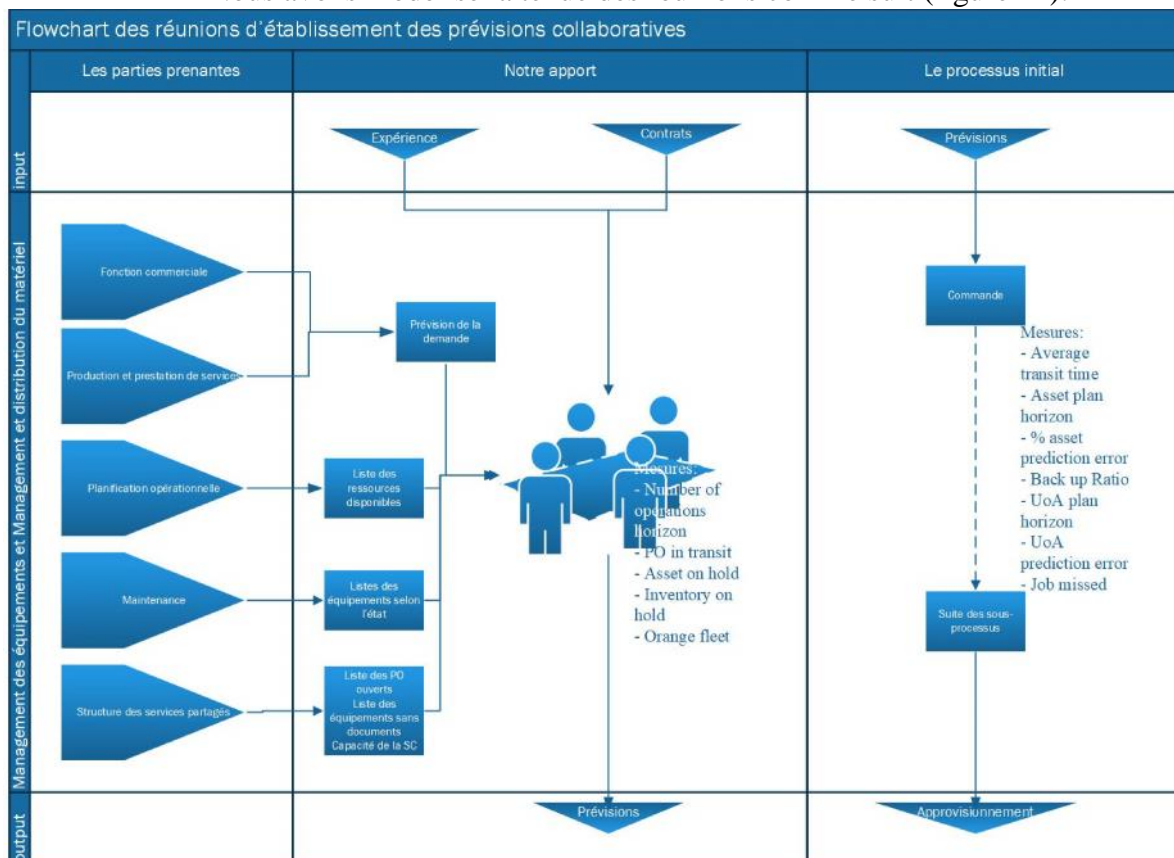 Flowchart des réunions d'établissement des prévisions collaboratives
Les parties prenantes
Notre apport
Le processus initial
input
Expérience
Contrats
Prévisions
Management des équipements et Management et distribution du matériel
Fonction commerciale
Production et prestation de services
Planification opérationnelle
Maintenance
Structure des services partagés
Prévision de la
demande
Liste des
ressources
disponibles
Listes des
équipements selon
l'état
Liste des PO
ouverts
Liste des
équipements sans
documents
Capacité de la SC
Mesures:
- Number of
operations
horizon
- PO in transit
- Asset on hold
- Inventory on
hold
- Orange fleet
Commande
Mesures:
- Average
transit time
- Asset plan
horizon
- % asset
prediction error
- Back up Ratio
- UoA plan
horizon
- UoA
prediction error
- Job missed
Suite des sous-
processus
output
Prévisions
Approvisionnement